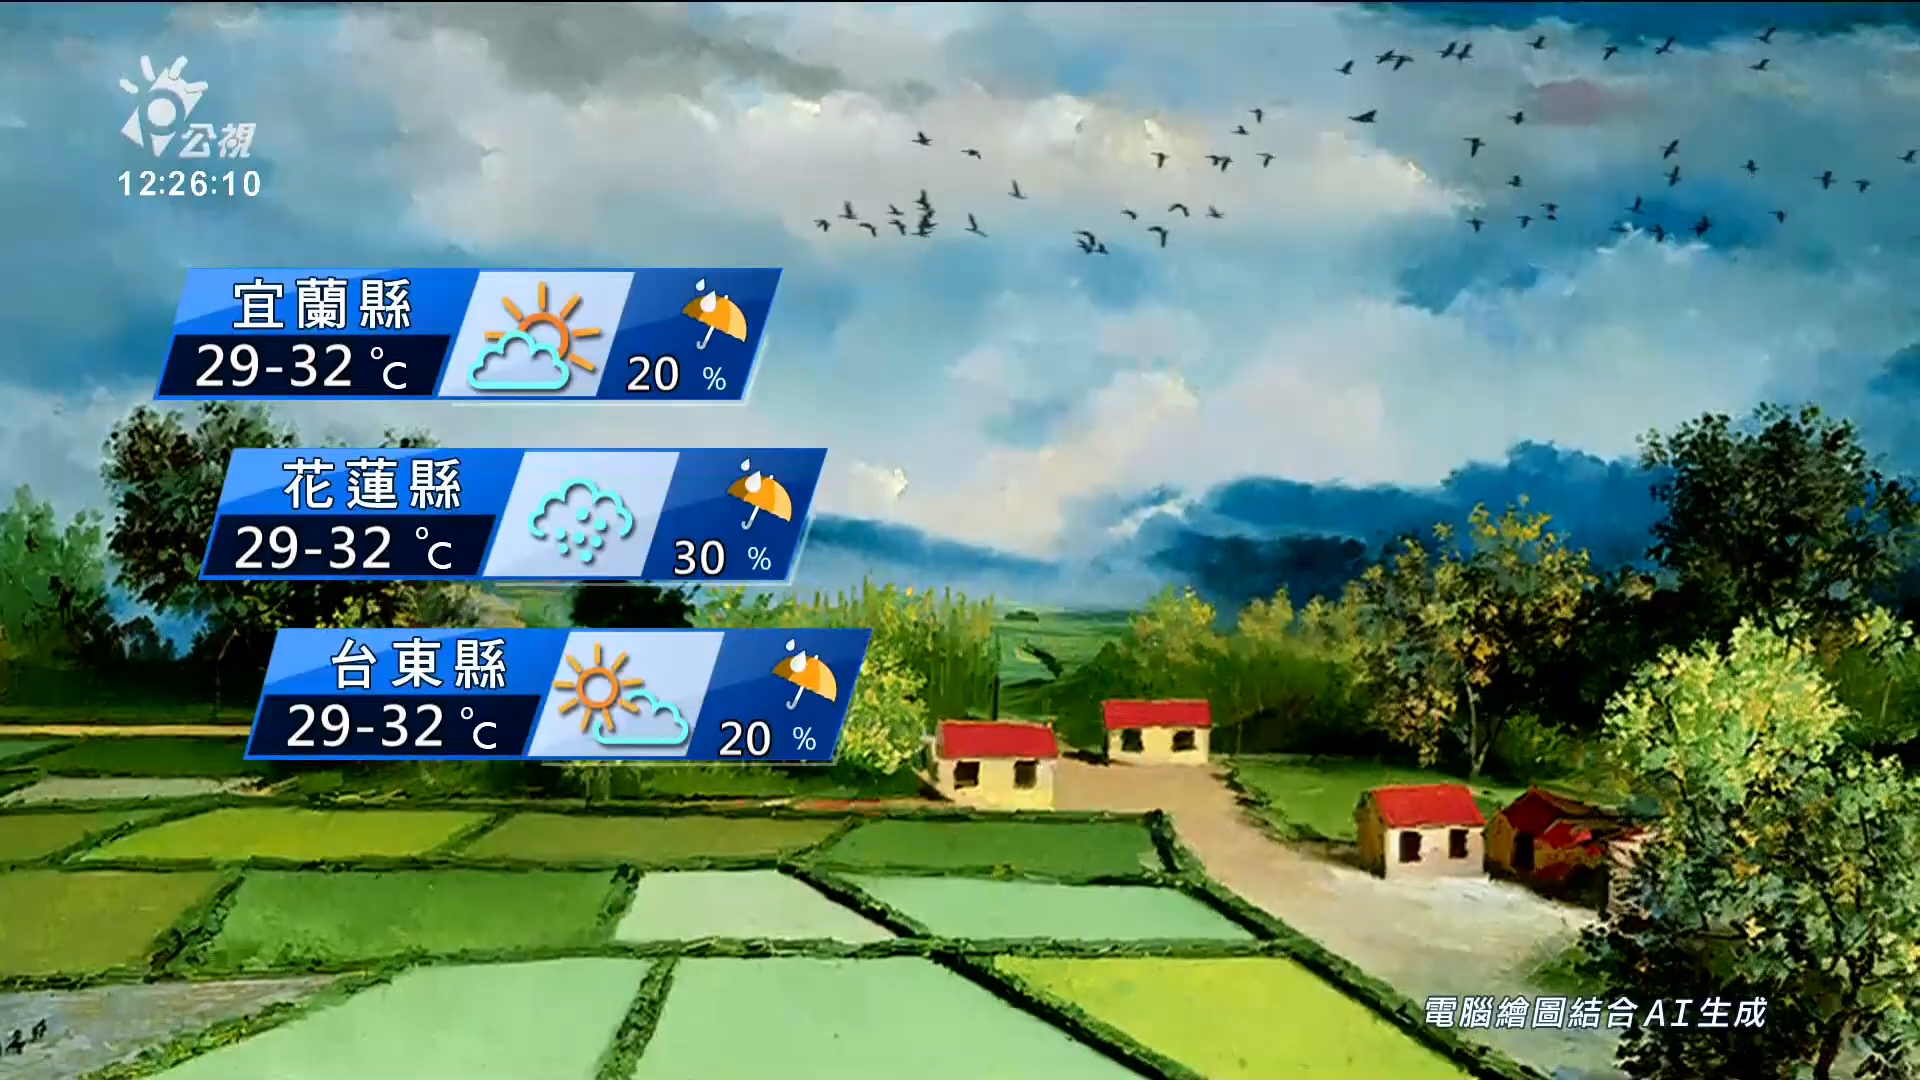 公視
12:26:10
宜蘭縣
29-32 °C
20 %
花蓮縣
29-32 °C
30 %
台東縣
29-32 °C
20 %
電腦繪圖結合AI生成